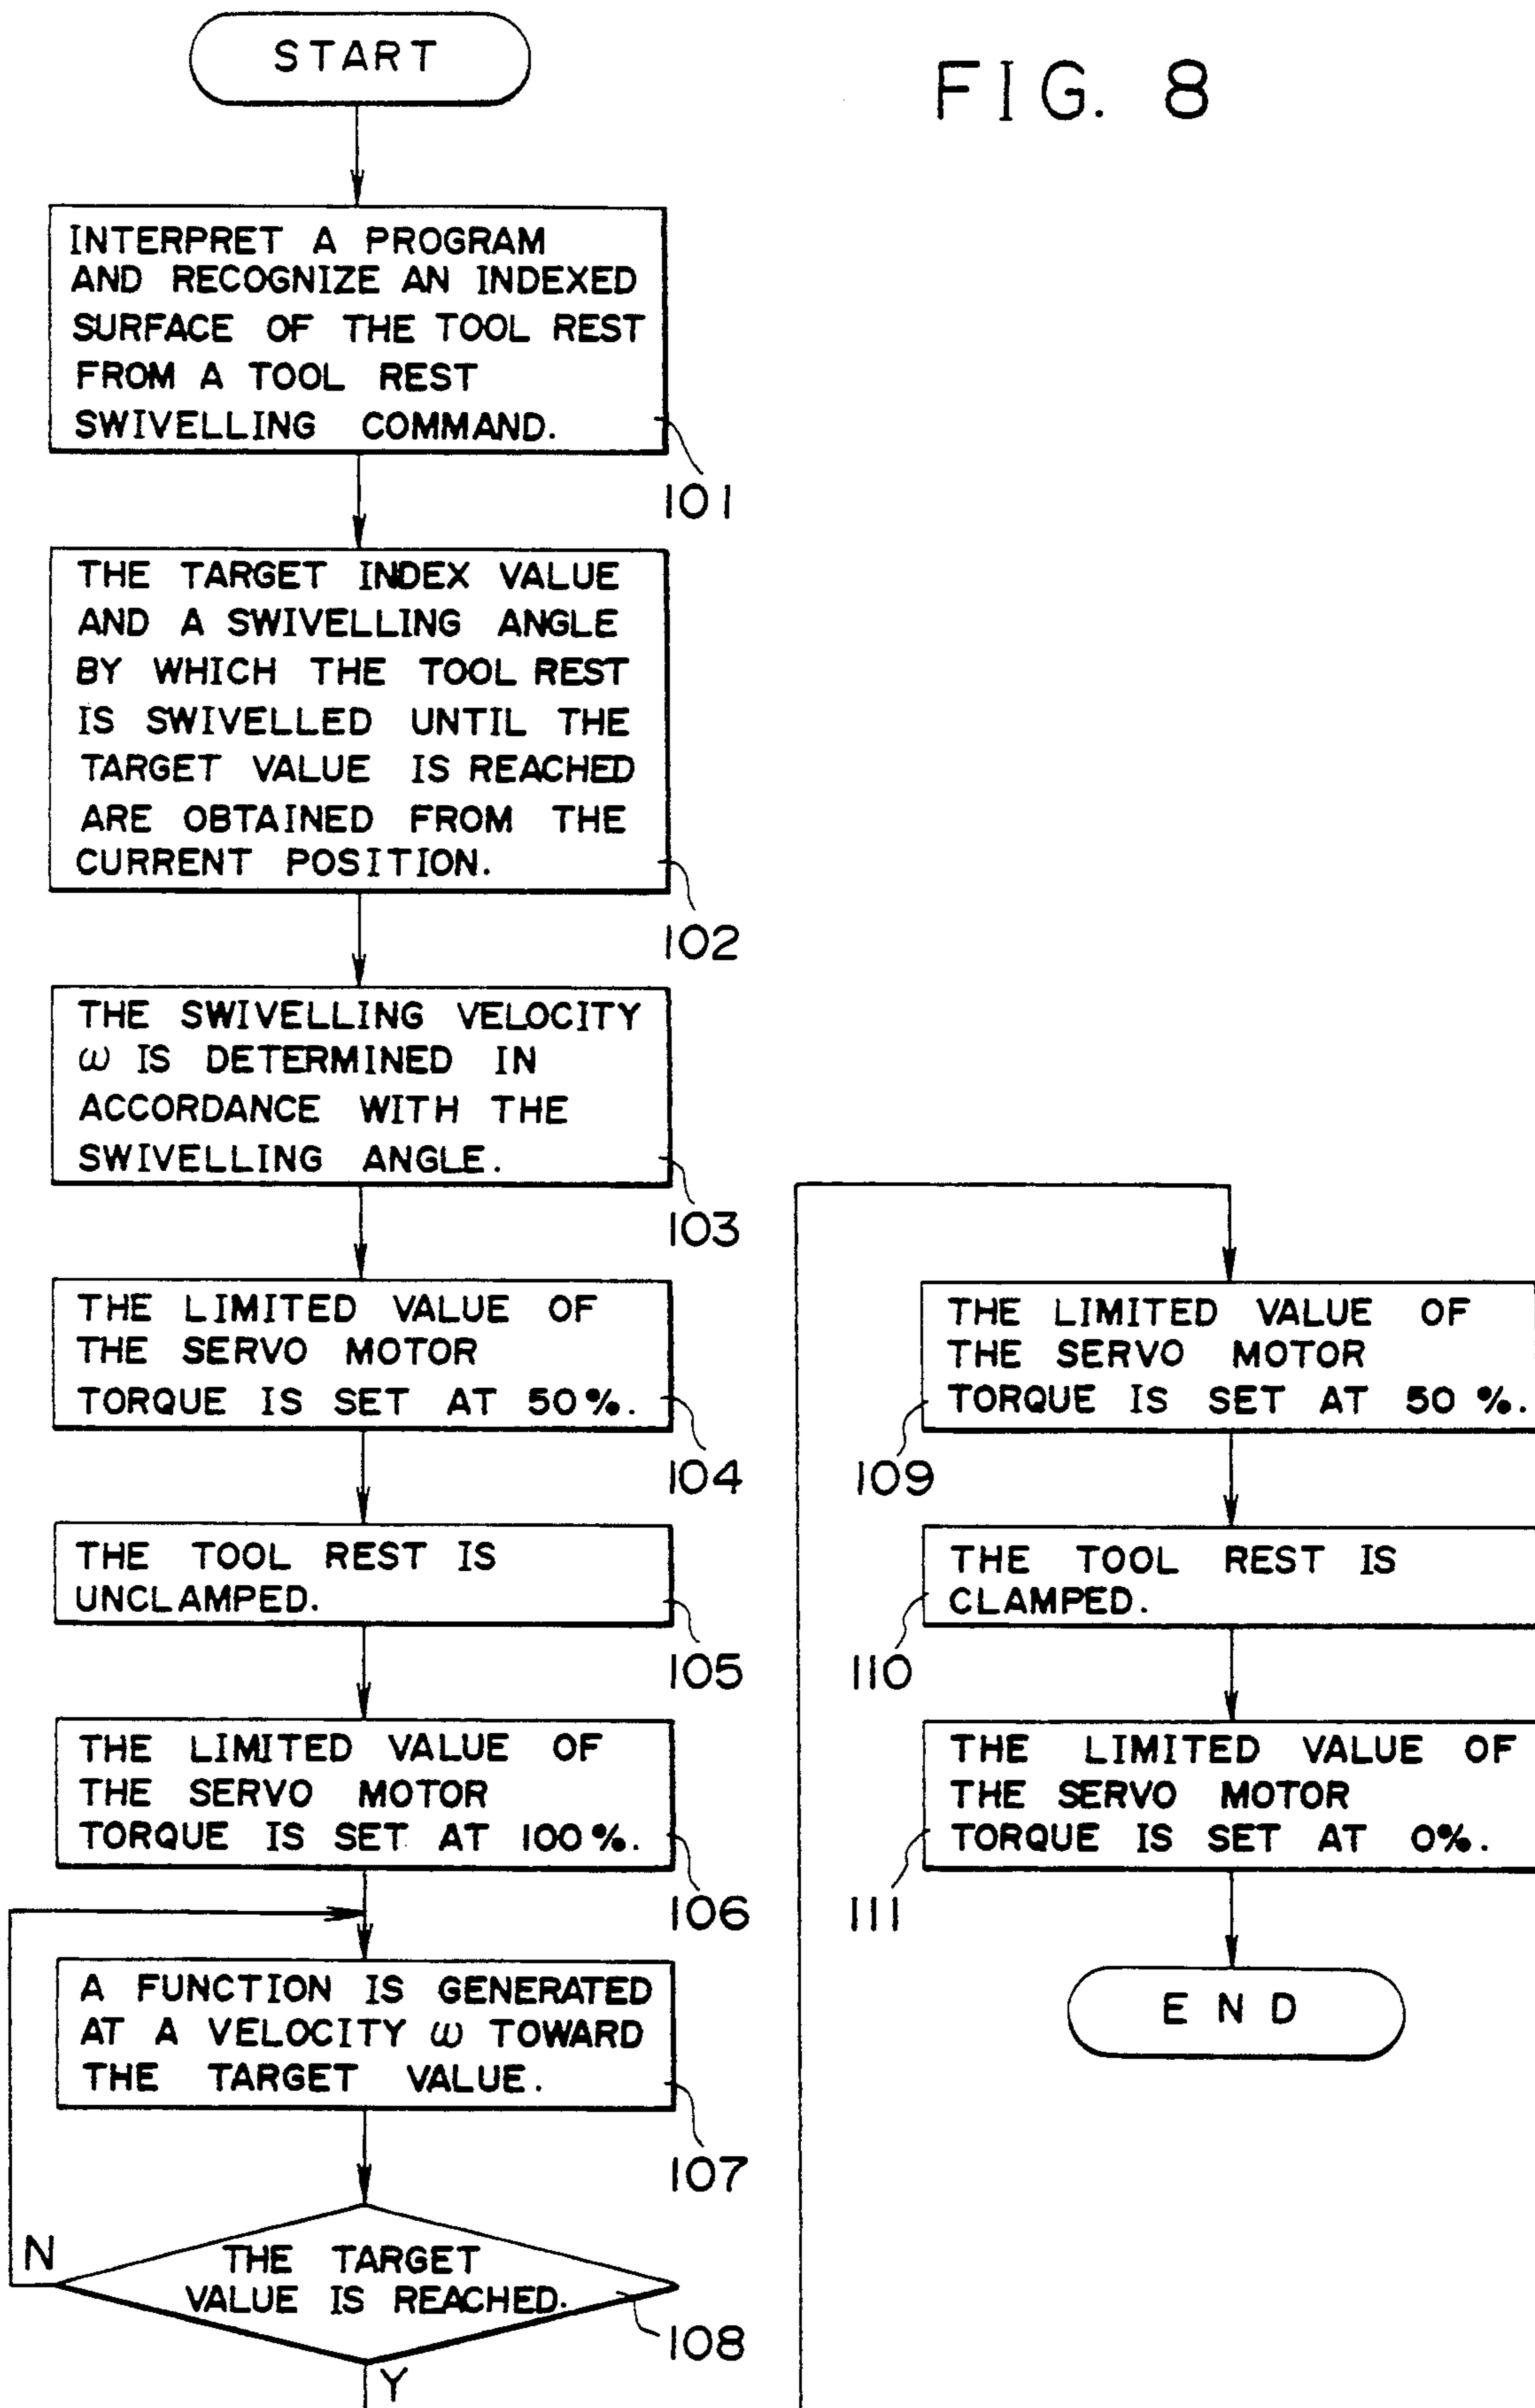 START
FIG. 8
INTERPRET A PROGRAM
AND RECOGNIZE AN INDEXED
SURFACE OF THE TOOL REST
FROM A TOOL REST
SWIVELLING COMMAND.
101
THE TARGET INDEX VALUE
AND A SWIVELLING ANGLE
BY WHICH THE TOOL REST
IS SWIVELLED UNTIL THE
TARGET VALUE IS REACHED
ARE OBTAINED FROM THE
CURRENT POSITION.
102
THE SWIVELLING VELOCITY
ω IS DETERMINED IN
ACCORDANCE WITH THE
SWIVELLING ANGLE.
103
THE LIMITED VALUE OF
THE SERVO MOTOR
TORQUE IS SET AT 50%.
104
THE TOOL REST IS
UNCLAMPED.
105
THE LIMITED VALUE OF
THE SERVO MOTOR
TORQUE IS SET AT 100%.
106
A FUNCTION IS GENERATED
AT A VELOCITY ω TOWARD
THE TARGET VALUE.
107
N
THE TARGET
VALUE IS REACHED.
108
Y
THE LIMITED VALUE OF
THE SERVO MOTOR
TORQUE IS SET AT 50%.
109
THE TOOL REST IS
CLAMPED.
110
THE LIMITED VALUE OF
THE SERVO MOTOR
TORQUE IS SET AT 0%.
111
END